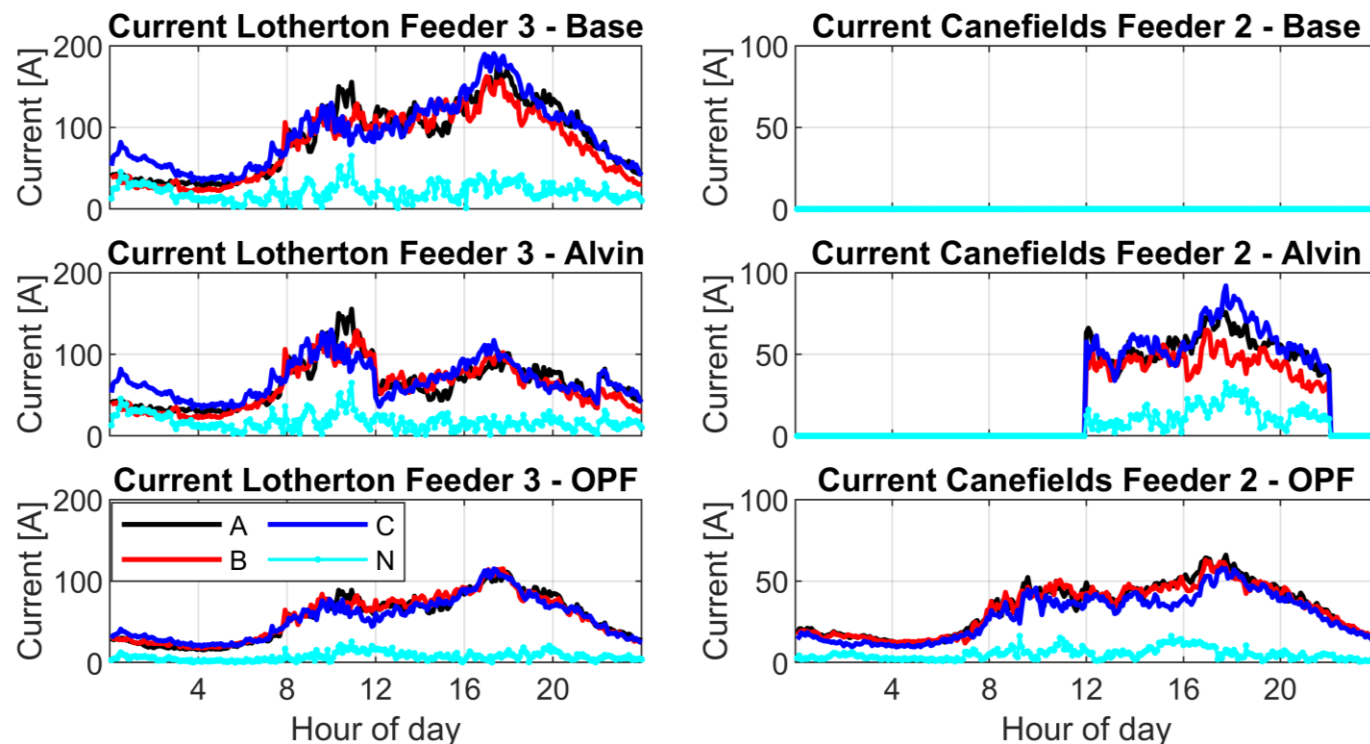 Current Lotherton Feeder 3 - Base
Current [A]
200
100
0
Current Canefields Feeder 2 - Base
Current [A]
100
50
0
Current Lotherton Feeder 3 - Alvin
Current [A]
200
100
0
Current Canefields Feeder 2 - Alvin
Current [A]
100
50
0
Current Lotherton Feeder 3 - OPF
Current [A]
200
100
0
A C
B N
4 8 12 16 20
Hour of day
Current Canefields Feeder 2 - OPF
Current [A]
100
50
0
4 8 12 16 20
Hour of day